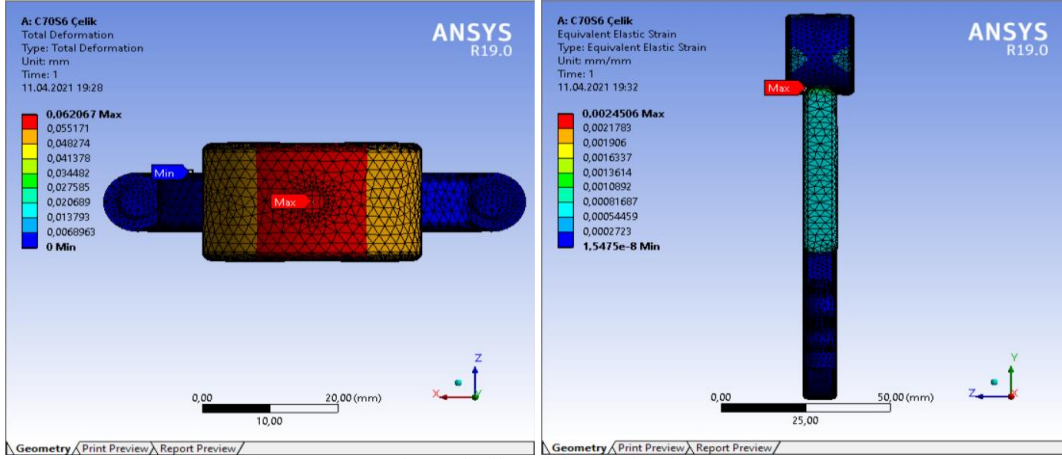 A: C70S6 Çelik
Total Deformation
Type: Total Deformation
Unit: mm
Time: 1
11.04.2021 19:28
ANSYS
R19.0
0,062067 Max
0,055171
0,048274
0,041378
0,034482
0,027585
0,020689
0,013793
0,0068963
0 Min
Min
Max
Z
X
Y
0,00
20,00 (mm)
10,00
Geometry
Print Preview
Report Preview
A: C70S6 Çelik
Equivalent Elastic Strain
Type: Equivalent Elastic Strain
Unit: mm/mm
Time: 1
11.04.2021 19:32
ANSYS
R19.0
0,0024506 Max
0,0021783
0,001906
0,0016337
0,0013614
0,0010892
0,00081687
0,00054459
0,0002723
1,5475e-8 Min
Max
Y
Z
X
0,00
50,00 (mm)
25,00
Geometry
Print Preview
Report Preview